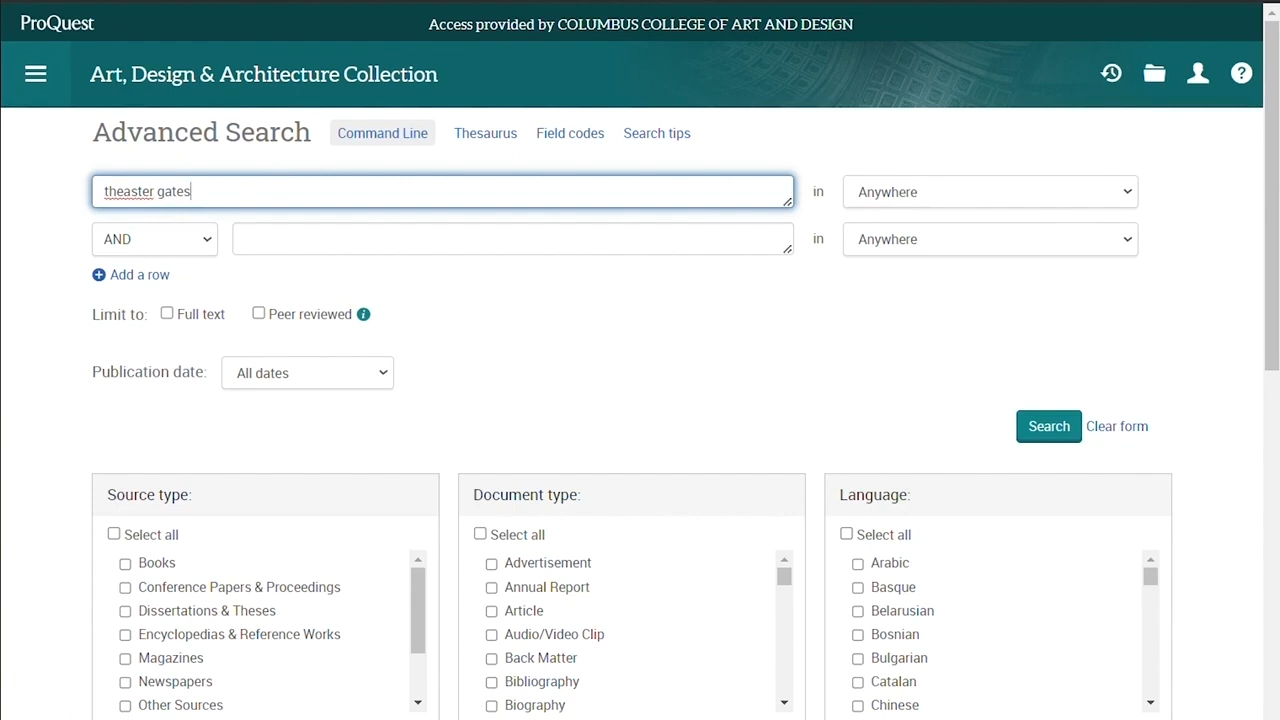 ProQuest
Access provided by COLUMBUS COLLEGE OF ART AND DESIGN
Art, Design & Architecture Collection
?
Advanced Search Command Line Thesaurus Field codes Search tips
theaster gates in Anywhere
AND in Anywhere
+ Add a row
Limit to: Full text Peer reviewed i
Publication date: All dates
Search Clear form
Source type:
Select all
Books
Conference Papers & Proceedings
Dissertations & Theses
Encyclopedias & Reference Works
Magazines
Newspapers
Other Sources
Document type:
Select all
Advertisement
Annual Report
Article
Audio/Video Clip
Back Matter
Bibliography
Biography
Language:
Select all
Arabic
Basque
Belarusian
Bosnian
Bulgarian
Catalan
Chinese